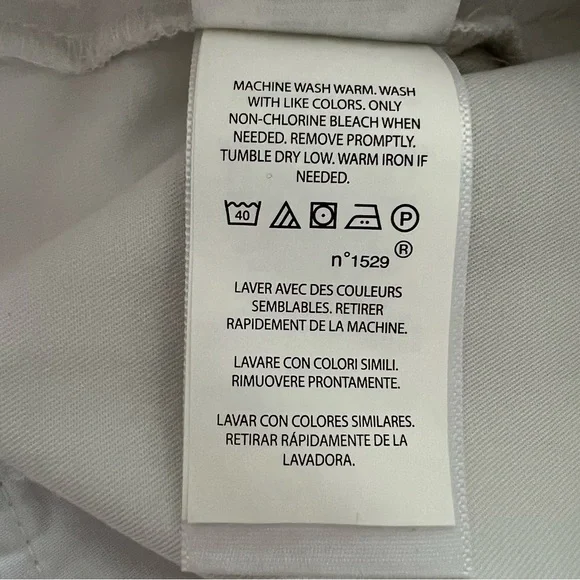 MACHINE WASH WARM. WASH
WITH LIKE COLORS. ONLY
NON-CHLORINE BLEACH WHEN
NEEDED. REMOVE PROMPTLY.
TUMBLE DRY LOW. WARM IRON IF
NEEDED.
40 P
n°1529 ®
LAVER AVEC DES COULEURS
SEMBLABLES. RETIRER
RAPIDEMENT DE LA MACHINE.
LAVARE CON COLORI SIMILI.
RIMUOVERE PRONTAMENTE.
LAVAR CON COLORES SIMILARES.
RETIRAR RÁPIDAMENTE DE LA
LAVADORA.